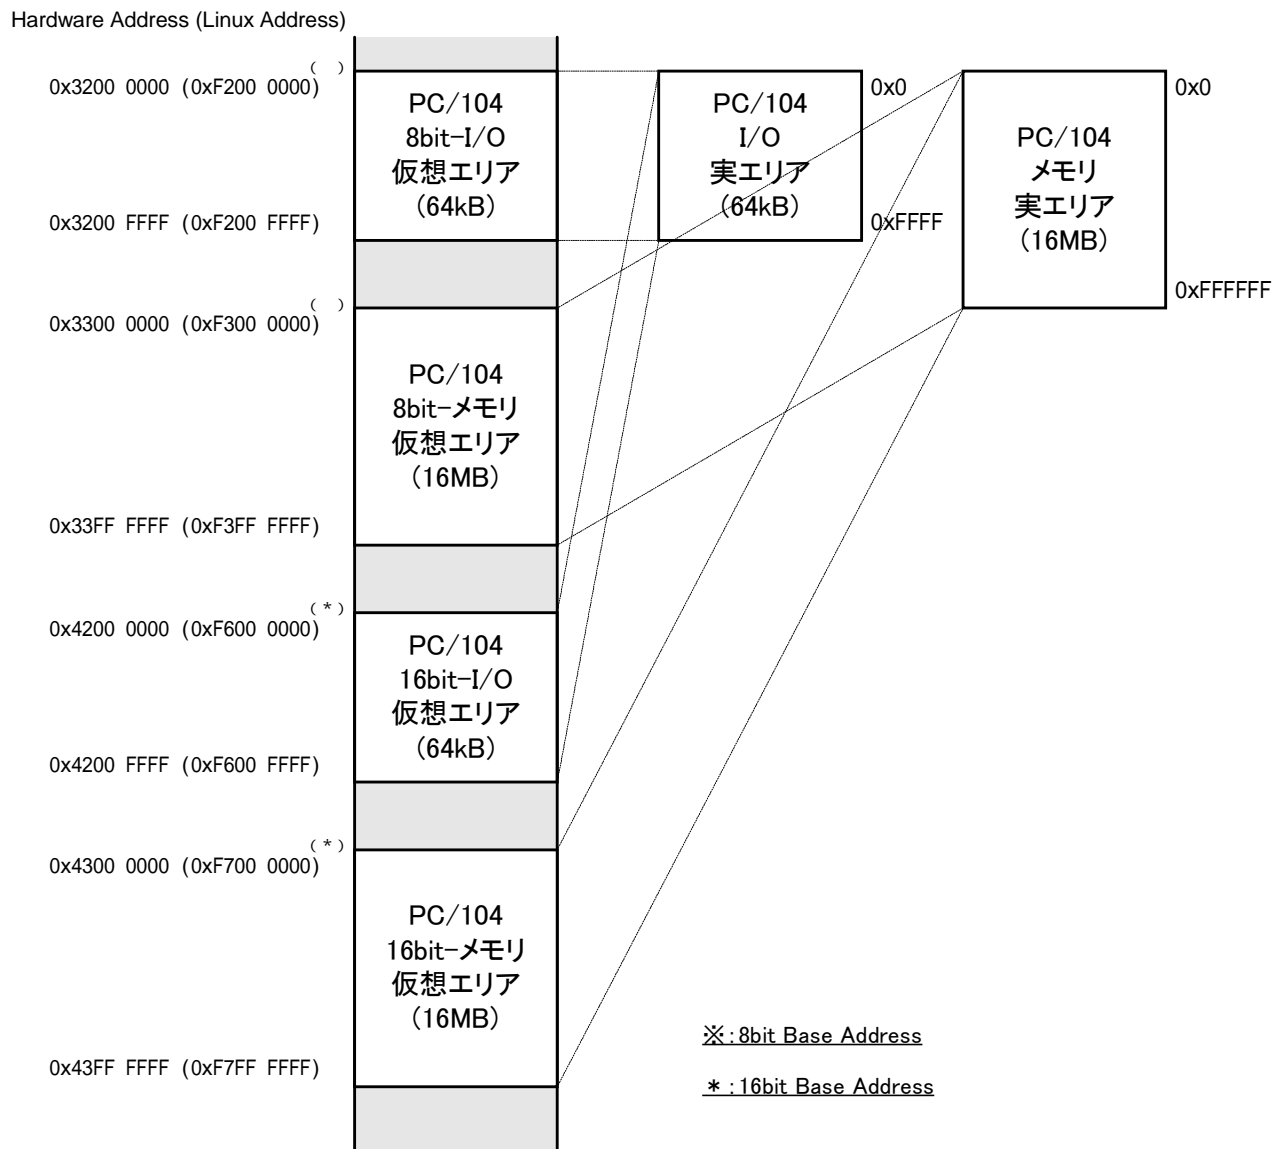 Hardware Address (Linux Address)
( )
0x3200 0000 (0xF200 0000)
PC/104
8bit-I/O
仮想エリア
(64kB)
0x3200 FFFF (0xF200 FFFF)
PC/104
I/O
実エリア
(64kB)
0x0
0xFFFF
PC/104
メモリ
実エリア
(16MB)
0x0
0xFFFFFF
( )
0x3300 0000 (0xF300 0000)
PC/104
8bit-メモリ
仮想エリア
(16MB)
0x33FF FFFF (0xF3FF FFFF)
(*)
0x4200 0000 (0xF600 0000)
PC/104
16bit-I/O
仮想エリア
(64kB)
0x4200 FFFF (0xF600 FFFF)
(*)
0x4300 0000 (0xF700 0000)
PC/104
16bit-メモリ
仮想エリア
(16MB)
0x43FF FFFF (0xF7FF FFFF)
※:8bit Base Address
*:16bit Base Address